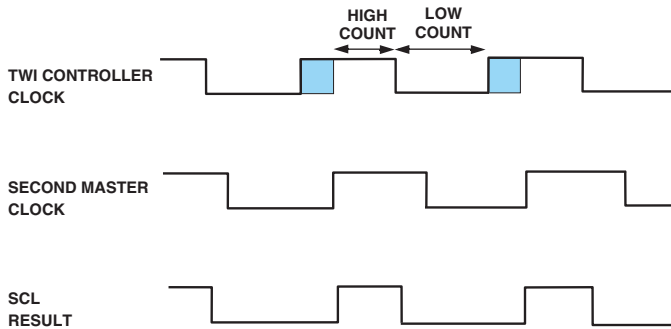 HIGH
COUNT
LOW
COUNT
TWI CONTROLLER
CLOCK
SECOND MASTER
CLOCK
SCL
RESULT